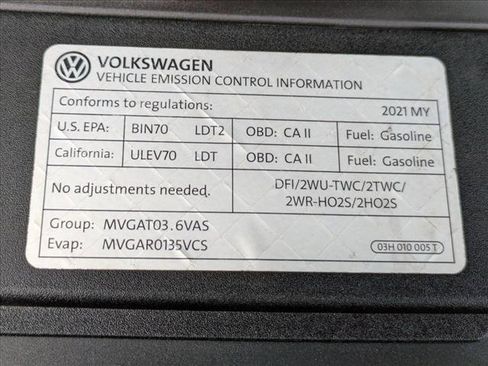 VOLKSWAGEN
VEHICLE EMISSION CONTROL INFORMATION
Conforms to regulations: 2021 MY
U.S. EPA: BIN70 LDT2 OBD: CA II Fuel: Gasoline
California: ULEV70 LDT OBD: CA II Fuel: Gasoline
No adjustments needed. DFI/2WU-TWC/2TWC/
2WR-HO2S/2HO2S
Group: MVGAT03.6VAS
Evap: MVGAR0135VCS
03H 010 005 T